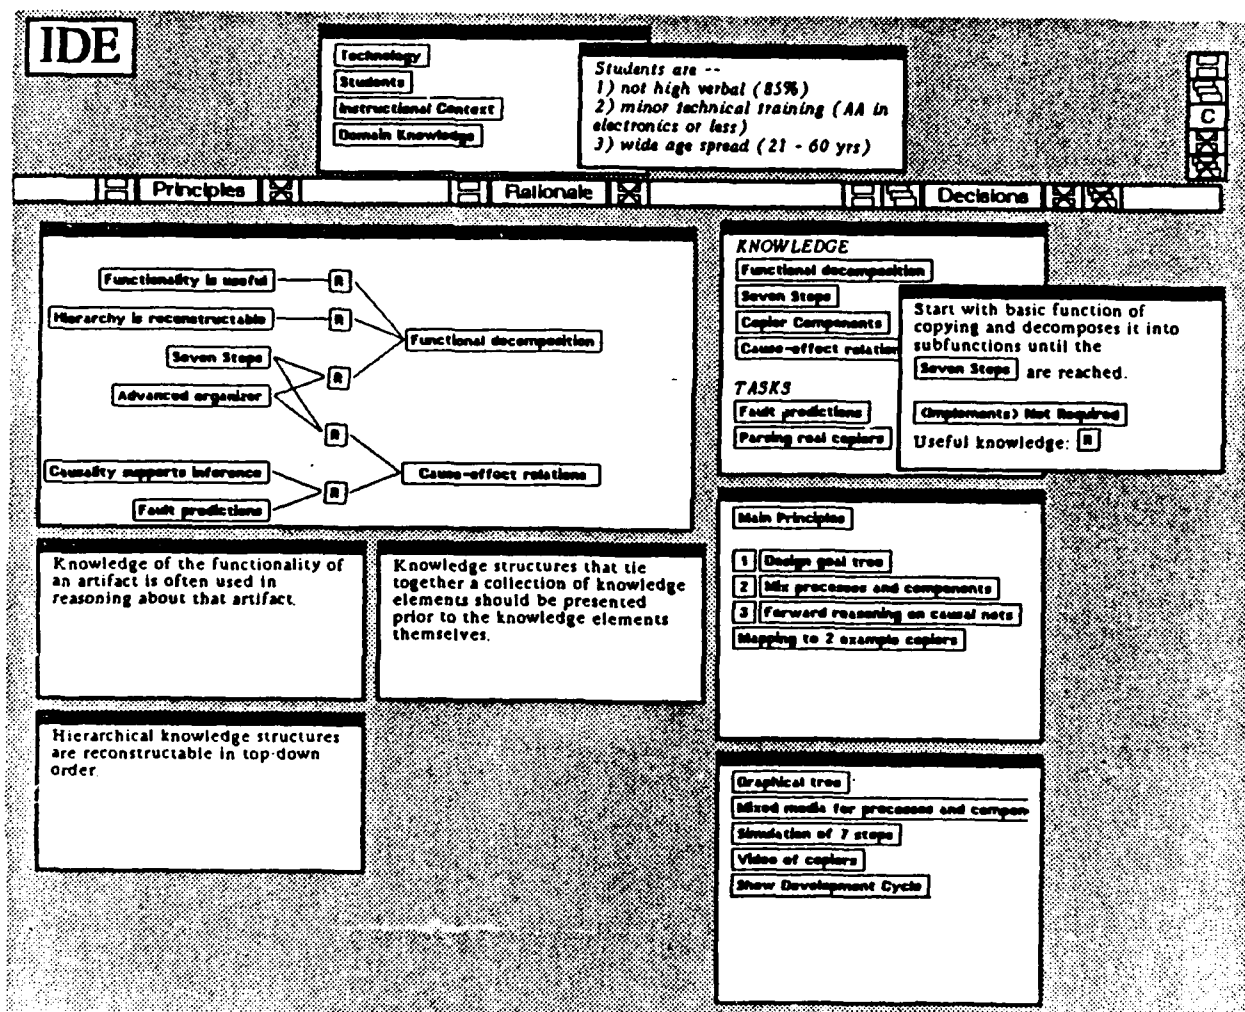 IDE
Technology
Students
Instructional Context
Domain Knowledge
Students are --
1) not high verbal (85%)
2) minor technical training (AA in
electronics or less)
3) wide age spread (21 - 60 yrs)
C
Principles
Rationale
Decisions
Functionality is useful
R
Hierarchy is reconstructable
R
Functional decomposition
Seven Steps
R
Advanced organizer
R
Causality supports inference
R
Cause-effect relations
Fault predictions
KNOWLEDGE
Functional decomposition
Seven Steps
Copier Components
Cause-effect relation
TASKS
Fault predictions
Parsing real copiers
Start with basic function of
copying and decomposes it into
subfunctions until the
Seven Steps are reached.
(Implements) Not Required
Useful knowledge: R
Main Principles
1 Design goal tree
2 Mix processes and components
3 Forward reasoning on causal nets
Mapping to 2 example copiers
Knowledge of the functionality of
an artifact is often used in
reasoning about that artifact.
Knowledge structures that tie
together a collection of knowledge
elements should be presented
prior to the knowledge elements
themselves.
Hierarchical knowledge structures
are reconstructable in top-down
order.
Graphical tree
Mixed media for processes and compon
Simulation of 7 steps
Video of copiers
Show Development Cycle